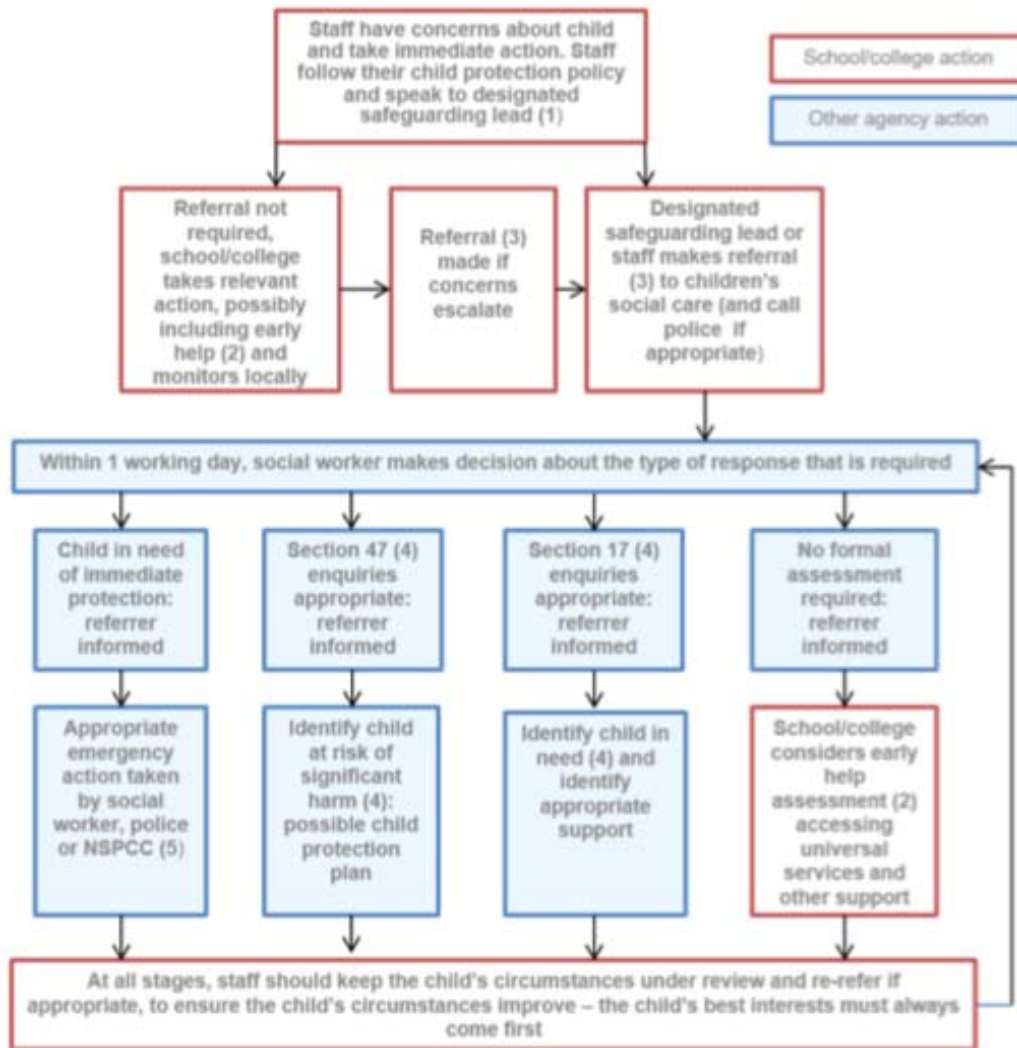 Staff have concerns about child
and take immediate action. Staff
follow their child protection policy
and speak to designated
safeguarding lead (1)
School/college action
Other agency action
Referral not
required,
school/college
takes relevant
action, possibly
including early
help (2) and
monitors locally
Referral (3)
made if
concerns
escalate
Designated
safeguarding lead or
staff makes referral
(3) to children's
social care (and call
police if
appropriate)
Within 1 working day, social worker makes decision about the type of response that is required
Child in need
of immediate
protection:
referrer
informed
Section 47 (4)
enquiries
appropriate:
referrer
informed
Section 17 (4)
enquiries
appropriate:
referrer
informed
No formal
assessment
required:
referrer
informed
Appropriate
emergency
action taken
by social
worker, police
or NSPCC (5)
Identify child
at risk of
significant
harm (4):
possible child
protection
plan
Identify child in
need (4) and
identify
appropriate
support
School/college
considers early
help
assessment (2)
accessing
universal
services and
other support
At all stages, staff should keep the child's circumstances under review and re-refer if
appropriate, to ensure the child's circumstances improve – the child's best interests must always
come first